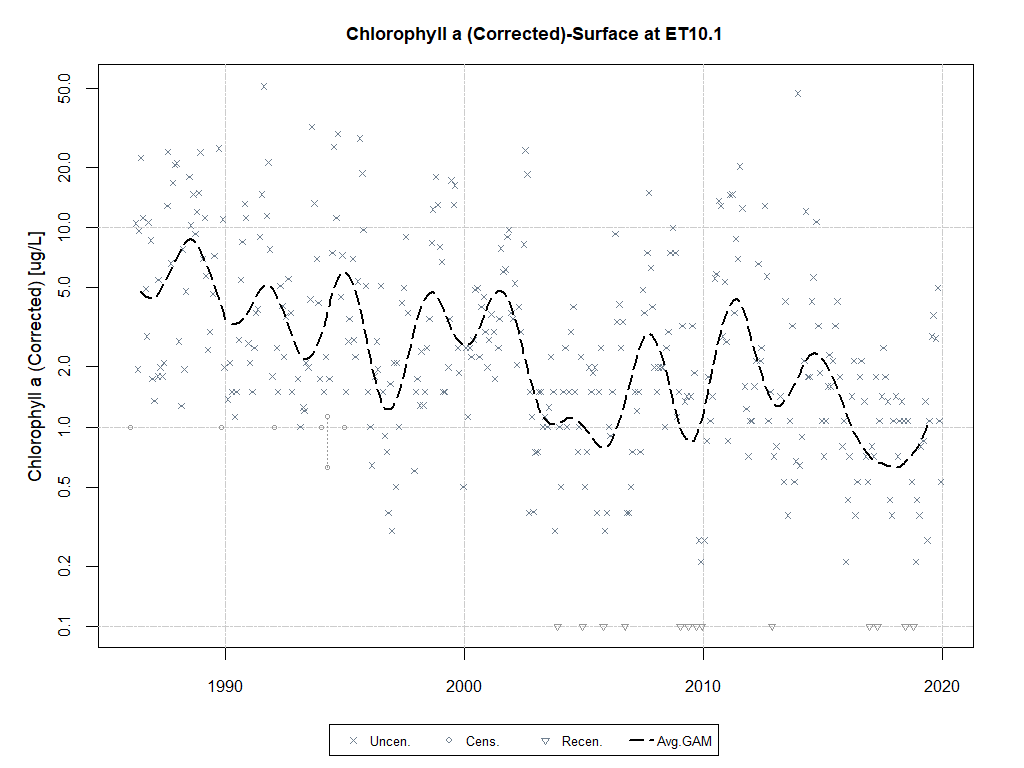 Chlorophyll a (Corrected)-Surface at ET10.1
Chlorophyll a (Corrected) [ug/L]
50.0
20.0
10.0
5.0
2.0
1.0
0.5
0.2
0.1
1990 2000 2010 2020
Uncen. Cens. Recen. Avg.GAM